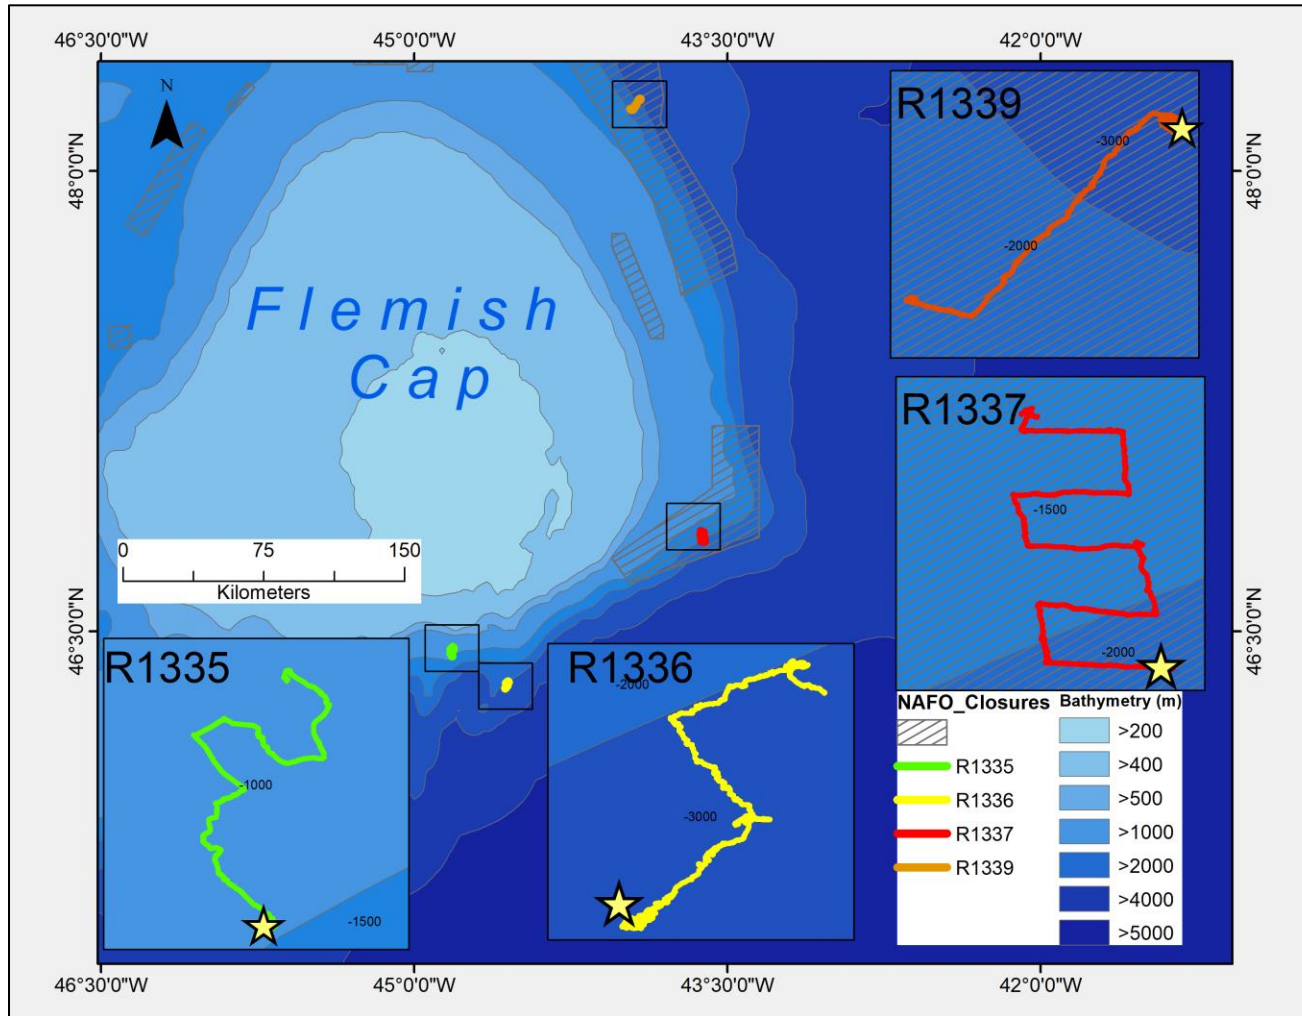 46°30'0"W
45°0'0"W
43°30'0"W
42°0'0"W
N
R1339
-3000
-2000
48°0'0"N
48°0'0"N
Flemish
Cap
R1337
-1500
-2000
0 75 150
Kilometers
46°30'0"N
46°30'0"N
R1335
-1000
-1500
R1336
-2000
-3000
NAFO_Closures
R1335
R1336
R1337
R1339
Bathymetry (m)
>200
>400
>500
>1000
>2000
>4000
>5000
46°30'0"W
45°0'0"W
43°30'0"W
42°0'0"W